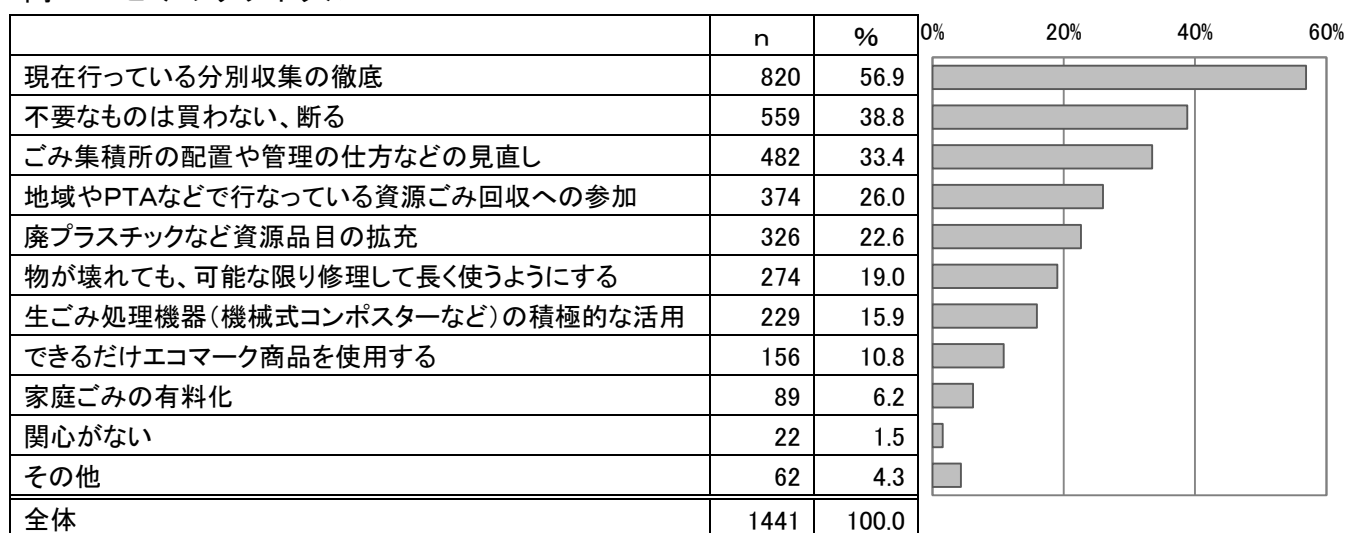 n % 0% 20% 40% 60%
現在行っている分別収集の徹底 820 56.9
不要なものは買わない、断る 559 38.8
ごみ集積所の配置や管理の仕方などの見直し 482 33.4
地域やPTAなどで行なっている資源ごみ回収への参加 374 26.0
廃プラスチックなど資源品目の拡充 326 22.6
物が壊れても、可能な限り修理して長く使うようにする 274 19.0
生ごみ処理機器（機械式コンポスターなど）の積極的な活用 229 15.9
できるだけエコマーク商品を使用する 156 10.8
家庭ごみの有料化 89 6.2
関心がない 22 1.5
その他 62 4.3
全体 1441 100.0